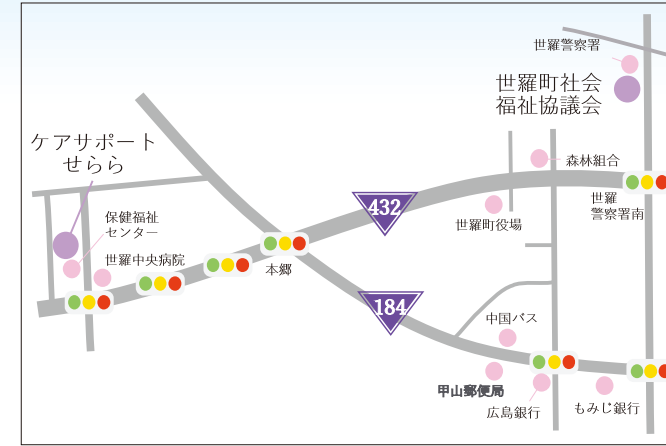 世羅警察署
世羅町社会
福祉協議会
ケアサポート
せらら
森林組合
432
世羅
警察署南
保健福祉
センター
世羅町役場
世羅中央病院
本郷
184
中国バス
甲山郵便局
広島銀行
もみじ銀行